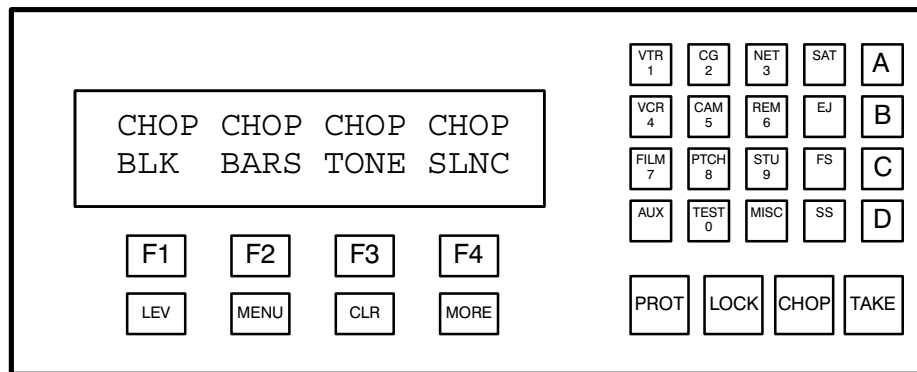 CHOP CHOP CHOP CHOP
BLK BARS TONE SLNC
F1 F2 F3 F4
LEV MENU CLR MORE
VTR 1 CG 2 NET 3 SAT A
VCR 4 CAM 5 REM 6 EJ B
FILM 7 PTCH 8 STU 9 FS C
AUX TEST 0 MISC SS D
PROT LOCK CHOP TAKE